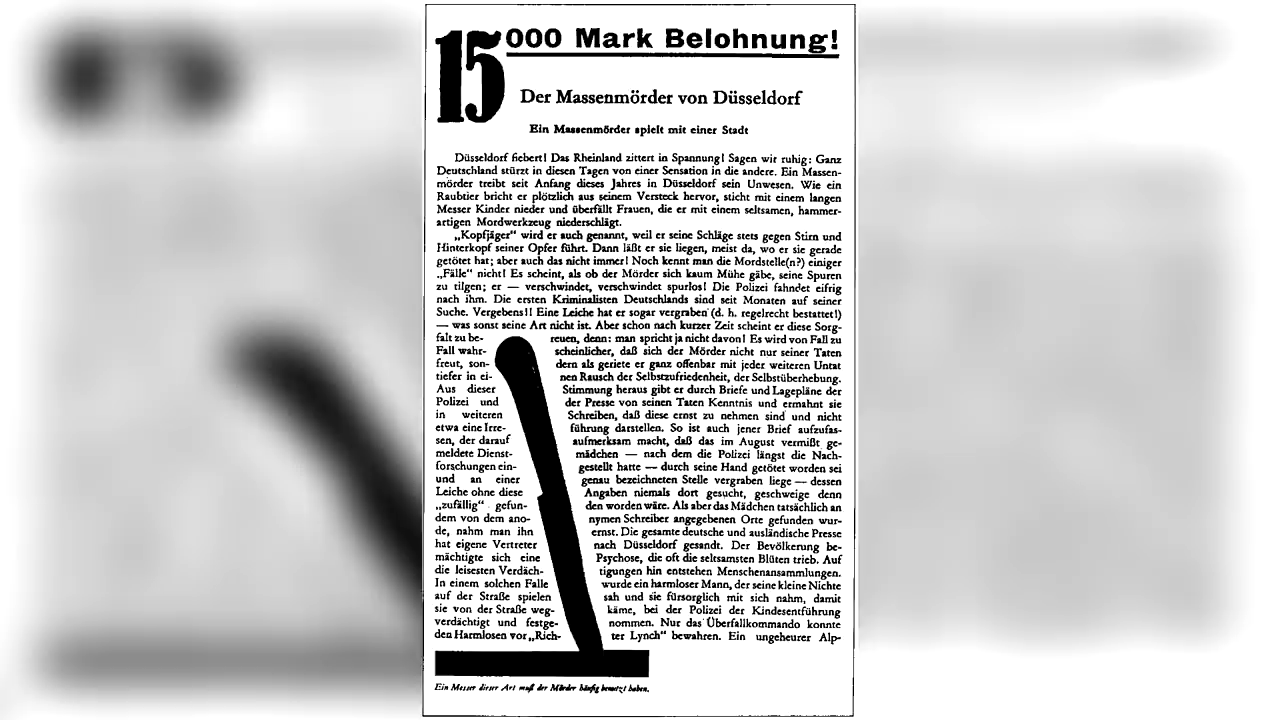 15000 Mark Belohnung!
Der Massenmörder von Düsseldorf
Ein Massenmörder spielt mit einer Stadt
Düsseldorf fiebert! Das Rheinland zittert in Spannung! Sagen wir ruhig: Ganz
Deutschland stürzt in diesen Tagen von einer Sensation in die andere. Ein Massen-
mörder treibt seit Anfang dieses Jahres in Düsseldorf sein Unwesen. Wie ein
Raubtier bricht er plötzlich aus seinem Versteck hervor, sticht mit einem langen
Messer Kinder nieder und überfällt Frauen, die er mit einem seltsamen, hammer-
artigen Mordwerkzeug niederschlägt.
„Kopfjäger“ wird er auch genannt, weil er seine Schläge stets gegen Stirn und
Hinterkopf seiner Opfer führt. Dann läßt er sie liegen, meist da, wo er sie gerade
getötet hat; aber auch das nicht immer! Noch kennt man die Mordstelle(n?) einiger
„Fälle“ nicht! Es scheint, als ob der Mörder sich kaum Mühe gäbe, seine Spuren
zu tilgen; er — verschwindet, verschwindet spurlos! Die Polizei fahndet eifrig
nach ihm. Die ersten Kriminalisten Deutschlands sind seit Monaten auf seiner
Suche. Vergebens!! Eine Leiche hat er sogar vergraben (d. h. regelrecht bestattet!)
— was sonst seine Art nicht ist. Aber schon nach kurzer Zeit scheint er diese Sorg-
falt zu be- reuen, denn: man spricht ja nicht davon! Es wird von Fall zu
Fall wahr- scheinlicher, daß sich der Mörder nicht nur seiner Taten
freut, son- dern als geriete er ganz offenbar mit jeder weiteren Untat
tiefer in ei- nen Rausch der Selbstzufriedenheit, der Selbstüberhebung.
Aus dieser Stimmung heraus gibt er durch Briefe und Lagepläne der
Polizei und der Presse von seinen Taten Kenntnis und ermahnt sie
in weiteren Schreiben, daß diese ernst zu nehmen sind und nicht
etwa eine Irre- führung darstellen. So ist auch jener Brief aufzufas-
sen, der darauf aufmerksam macht, daß das im August vermißt ge-
meldete Dienst- mädchen — nach dem die Polizei längst die Nach-
forschungen ein- gestellt hatte — durch seine Hand getötet worden sei
und an einer genau bezeichneten Stelle vergraben liege — dessen
Leiche ohne diese Angaben niemals dort gesucht, geschweige denn
„zufällig“ gefun- den worden wäre. Als aber das Mädchen tatsächlich an
dem von dem ano- nymen Schreiber angegebenen Orte gefunden wur-
de, nahm man ihn ernst. Die gesamte deutsche und ausländische Presse
hat eigene Vertreter nach Düsseldorf gesandt. Der Bevölkerung be-
mächtigte sich eine Psychose, die oft die seltsamsten Blüten trieb. Auf
die leisesten Verdäch- tigungen hin entstehen Menschenansammlungen.
In einem solchen Falle wurde ein harmloser Mann, der seine kleine Nichte
auf der Straße spielen sah und sie fürsorglich mit sich nahm, damit
sie von der Straße weg- käme, bei der Polizei der Kindesentführung
verdächtigt und festge- nommen. Nur das Überfallkommando konnte
den Harmlosen vor „Rich- ter Lynch“ bewahren. Ein ungeheurer Alp-
Ein Messer dieser Art muß der Mörder häufig benutzt haben.